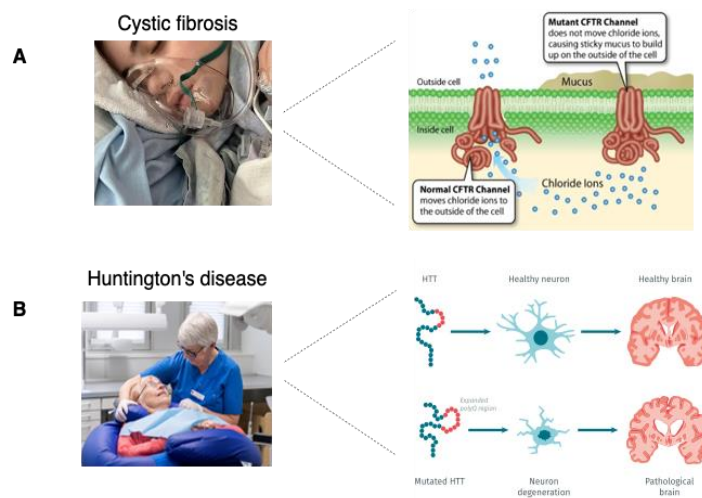 Cystic fibrosis
A
Mutant CFTR Channel
does not move chloride ions,
causing sticky mucus to build
up on the outside of the cell
Outside cell
Mucus
Inside cell
Normal CFTR Channel
moves chloride ions to
the outside of the cell
Chloride Ions
Huntington's disease
B
HTT
Healthy neuron
Healthy brain
Expanded
polyQ region
Mutated HTT
Neuron
degeneration
Pathological
brain